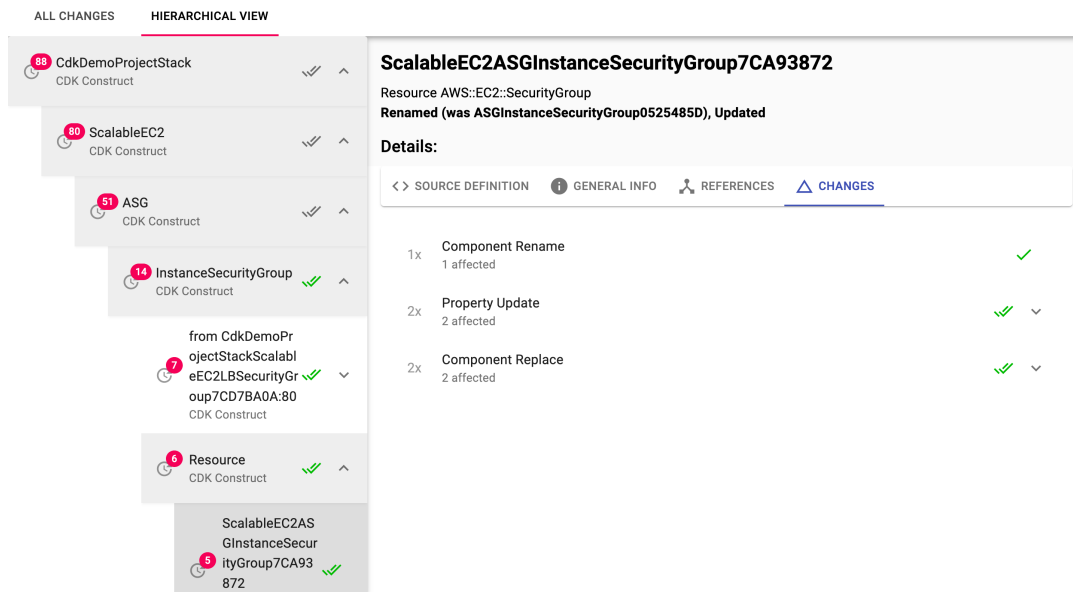 ALL CHANGES
HIERARCHICAL VIEW
88
CdkDemoProjectStack
CDK Construct
80
ScalableEC2
CDK Construct
51
ASG
CDK Construct
14
InstanceSecurityGroup
CDK Construct
7
from CdkDemoPr
ojectStackScalabl
eEC2LBSecurityGr
oup7CD7BA0A:80
CDK Construct
6
Resource
CDK Construct
5
ScalableEC2AS
GInstanceSecur
ityGroup7CA93
872
ScalableEC2ASGInstanceSecurityGroup7CA93872
Resource AWS::EC2::SecurityGroup
Renamed (was ASGInstanceSecurityGroup0525485D), Updated
Details:
SOURCE DEFINITION
GENERAL INFO
REFERENCES
CHANGES
1x
Component Rename
1 affected
2x
Property Update
2 affected
2x
Component Replace
2 affected